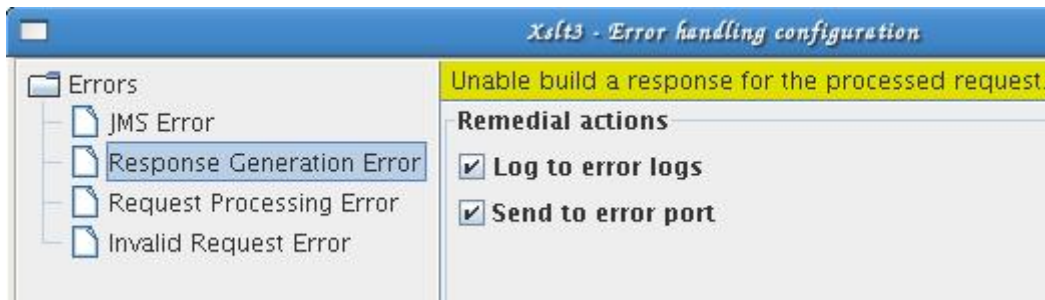 Xslt3 - Error handling configuration
Errors
JMS Error
Response Generation Error
Request Processing Error
Invalid Request Error
Unable build a response for the processed request.
Remedial actions
Log to error logs
Send to error port